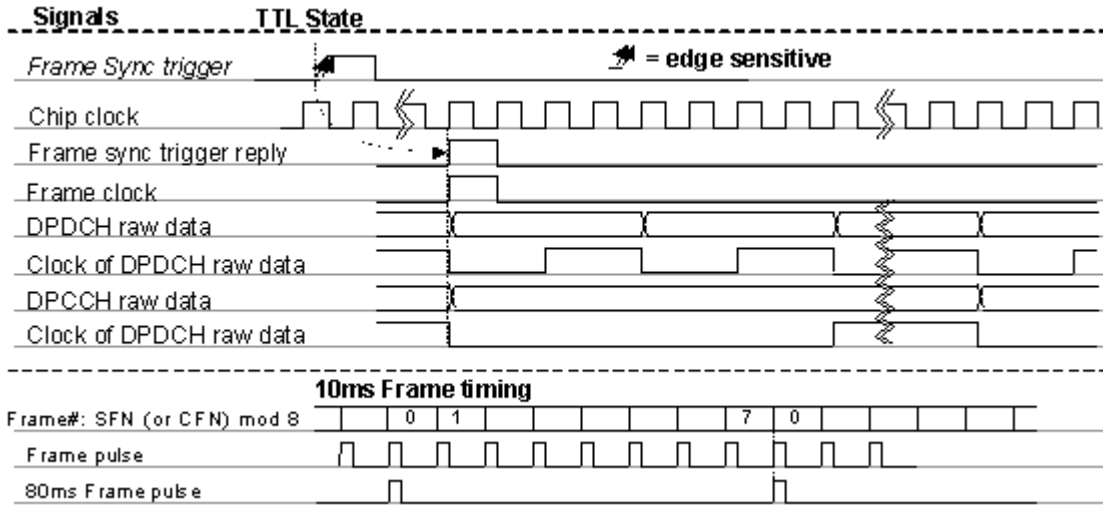 Signals TTL State
Frame Sync trigger = edge sensitive
Chip clock
Frame sync trigger reply
Frame clock
DPDCH raw data
Clock of DPDCH raw data
DPCCH raw data
Clock of DPDCH raw data
10ms Frame timing
Frame#: SFN (or CFN) mod 8 0 1 7 0
Frame pulse
80ms Frame pulse